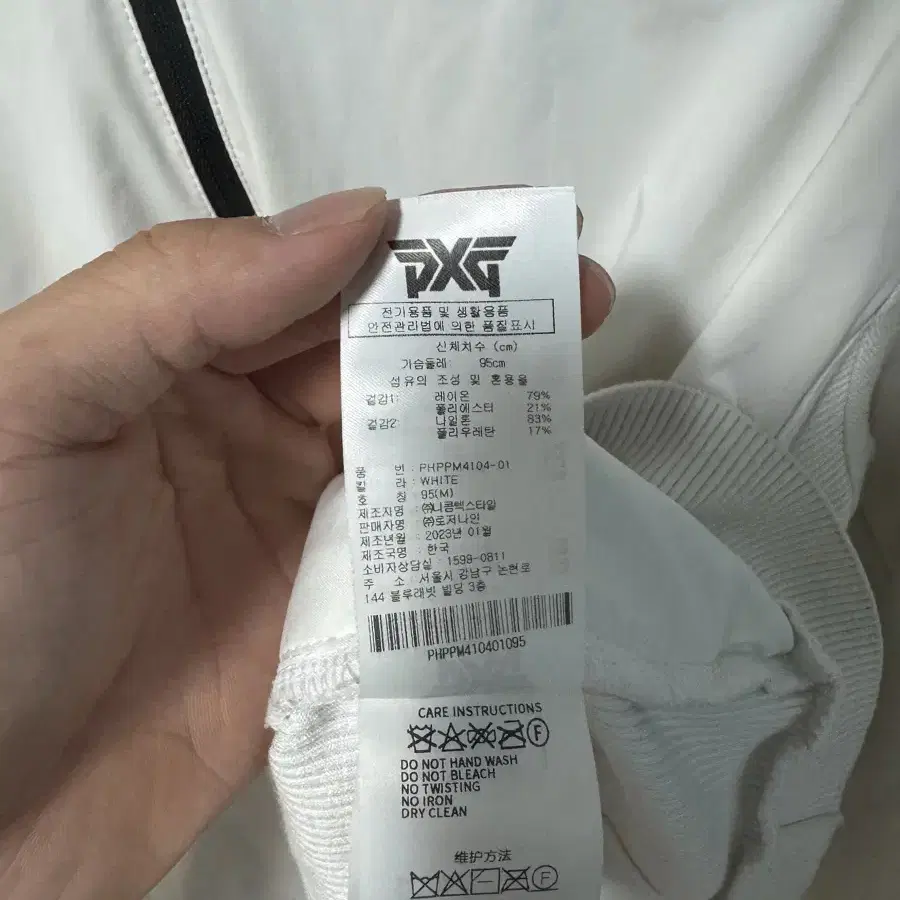 PXG
전기용품 및 생활용품
안전관리법에 의한 품질표시
신체치수 (cm)
가슴둘레: 95cm
섬유의 조성 및 혼용율
겉감1: 레이온 79%
폴리에스터 21%
겉감2: 나일론 83%
폴리우레탄 17%
품 번 : PHPPM4104-01
칼 라 : WHITE
호 칭 : 95(M)
제조자명 : ㈜니콤텍스타일
판매자명 : ㈜로저나인
제조년월 : 2023년 01월
제조국명 : 한국
소비자상담실 : 1599-0811
주 소 : 서울시 강남구 논현로
144 블루래빗 빌딩 3층
PHPPM410401095
CARE INSTRUCTIONS
F
DO NOT HAND WASH
DO NOT BLEACH
NO TWISTING
NO IRON
DRY CLEAN
维护方法
F